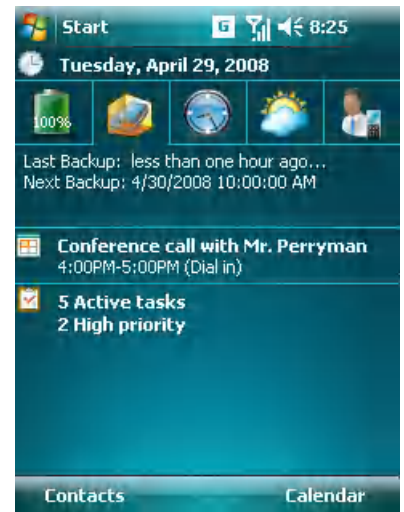 Start G 8:25
Tuesday, April 29, 2008
100%
Last Backup: less than one hour ago...
Next Backup: 4/30/2008 10:00:00 AM
Conference call with Mr. Perryman
4:00PM-5:00PM (Dial in)
5 Active tasks
2 High priority
Contacts Calendar